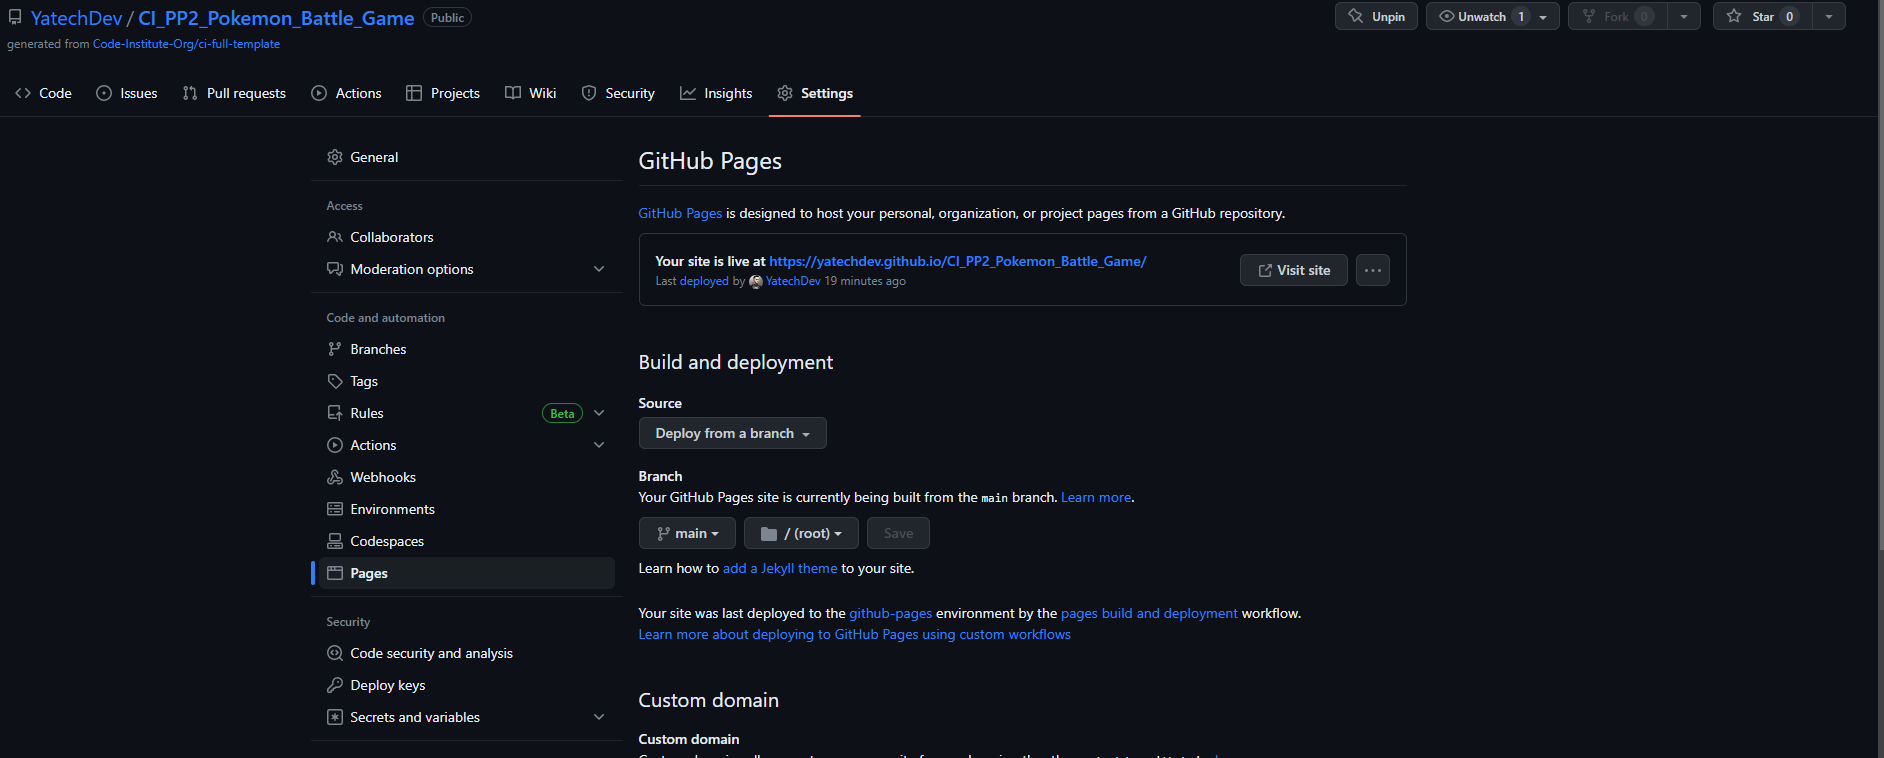 YatechDev / CI_PP2_Pokemon_Battle_Game Public
Unpin Unwatch 1 Fork 0 Star 0
generated from Code-Institute-Org/ci-full-template
Code Issues Pull requests Actions Projects Wiki Security Insights Settings
General
Access
Collaborators
Moderation options
Code and automation
Branches
Tags
Rules Beta
Actions
Webhooks
Environments
Codespaces
Pages
Security
Code security and analysis
Deploy keys
Secrets and variables
GitHub Pages
GitHub Pages is designed to host your personal, organization, or project pages from a GitHub repository.
Your site is live at https://yatechdev.github.io/CI_PP2_Pokemon_Battle_Game/
Last deployed by YatechDev 19 minutes ago
Visit site
Build and deployment
Source
Deploy from a branch
Branch
Your GitHub Pages site is currently being built from the main branch. Learn more.
main / (root) Save
Learn how to add a Jekyll theme to your site.
Your site was last deployed to the github-pages environment by the pages build and deployment workflow.
Learn more about deploying to GitHub Pages using custom workflows
Custom domain
Custom domain